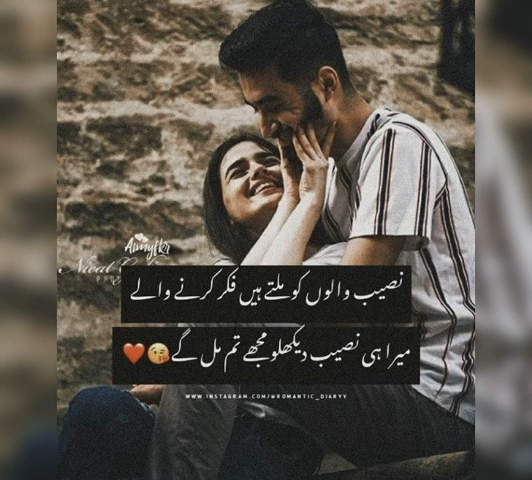 Aimyfkr
نصیب والوں کو ملتے ہیں فکر کرنے والے
میرا ہی نصیب دیکھلو مجھے تم مل گے😘❤️
WWW.INSTAGRAM.COM/@ROMANTIC_DIARYY